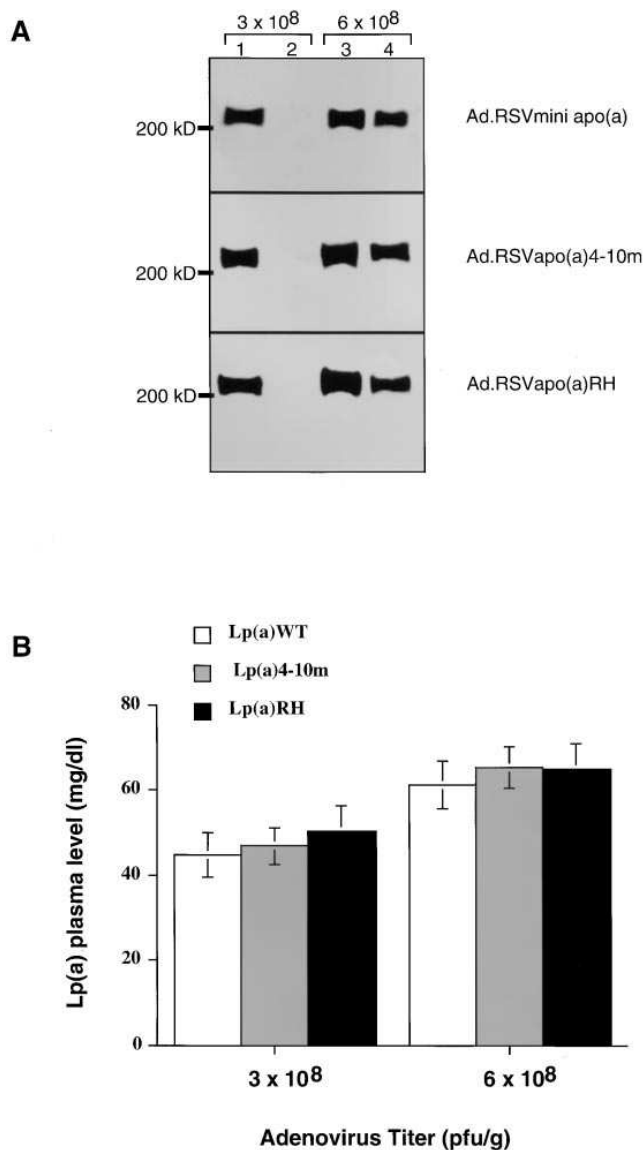 A
3 x 10⁸ 6 x 10⁸
1 2 3 4
200 kD Ad.RSVmini apo(a)
200 kD Ad.RSVapo(a)4-10m
200 kD Ad.RSVapo(a)RH
B
Lp(a)WT
Lp(a)4-10m
Lp(a)RH
80
60
40
20
0
Lp(a) plasma level (mg/dl)
3 x 10⁸ 6 x 10⁸
Adenovirus Titer (pfu/g)